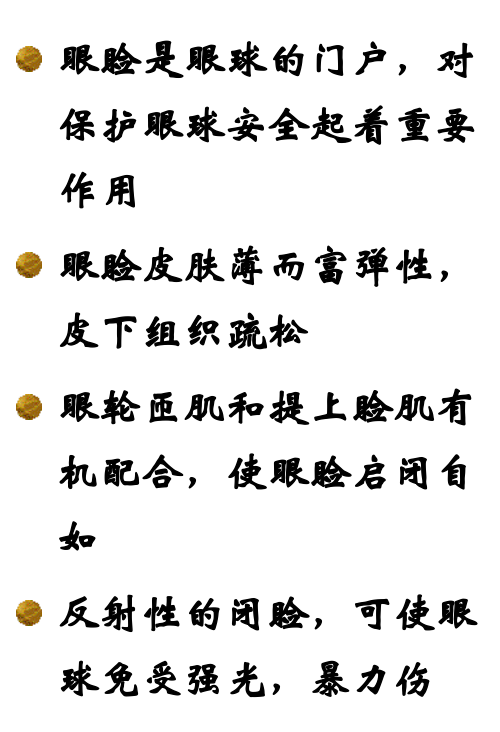 眼睑是眼球的门户，对
保护眼球安全起着重要
作用
眼睑皮肤薄而富弹性，
皮下组织疏松
眼轮匝肌和提上睑肌有
机配合，使眼睑启闭自
如
反射性的闭睑，可使眼
球免受强光，暴力伤